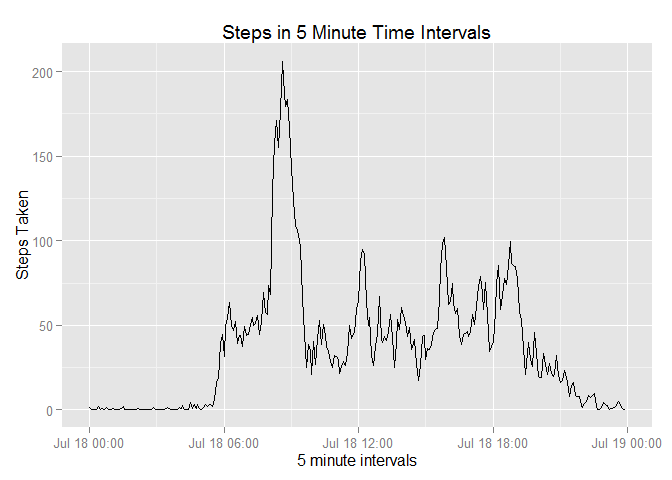 Steps in 5 Minute Time Intervals
Steps Taken
200
150
100
50
0
Jul 18 00:00
Jul 18 06:00
Jul 18 12:00
Jul 18 18:00
Jul 19 00:00
5 minute intervals